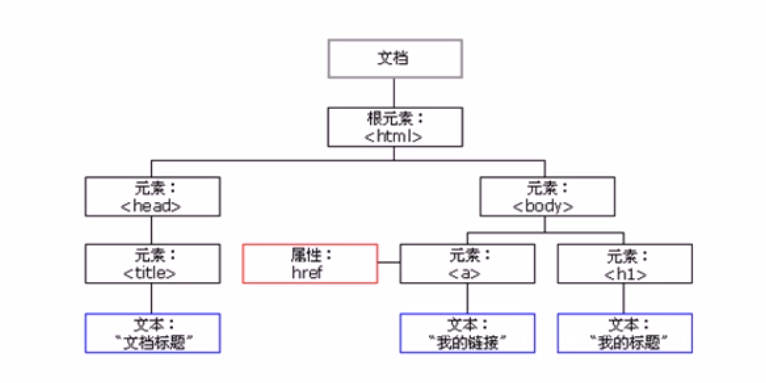 文档
根元素：
<html>
元素：
<head>
元素：
<body>
元素：
<title>
属性：
href
元素：
<a>
元素：
<h1>
文本：
“文档标题”
文本：
“我的链接”
文本：
“我的标题”